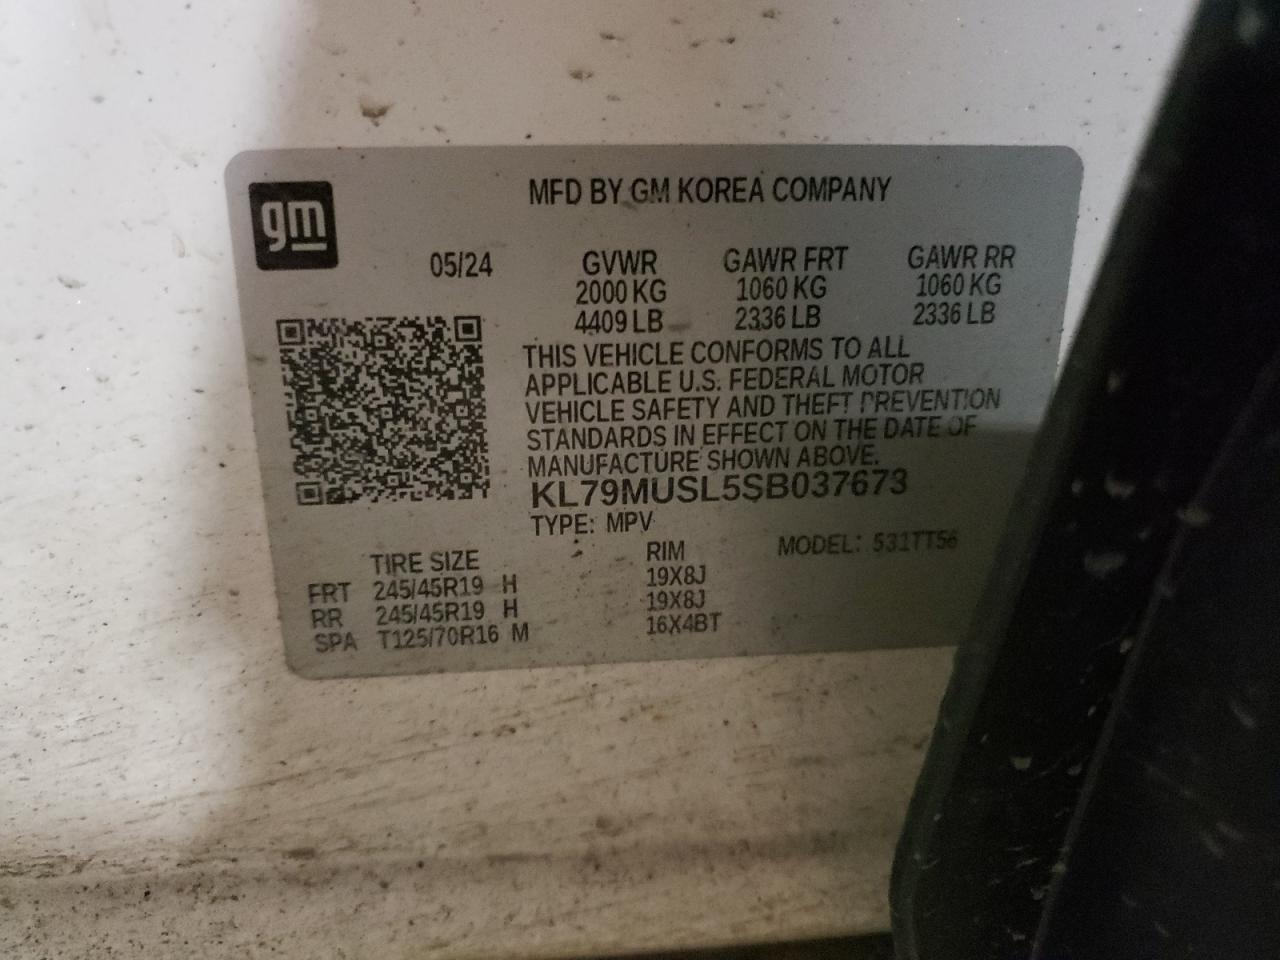 gm
MFD BY GM KOREA COMPANY
05/24 GVWR GAWR FRT GAWR RR
2000 KG 1060 KG 1060 KG
4409 LB 2336 LB 2336 LB
THIS VEHICLE CONFORMS TO ALL
APPLICABLE U.S. FEDERAL MOTOR
VEHICLE SAFETY AND THEFT PREVENTION
STANDARDS IN EFFECT ON THE DATE OF
MANUFACTURE SHOWN ABOVE.
KL79MUSL5SB037673
TYPE: MPV
TIRE SIZE RIM MODEL: 531TT56
FRT 245/45R19 H 19X8J
RR 245/45R19 H 19X8J
SPA T125/70R16 M 16X4BT